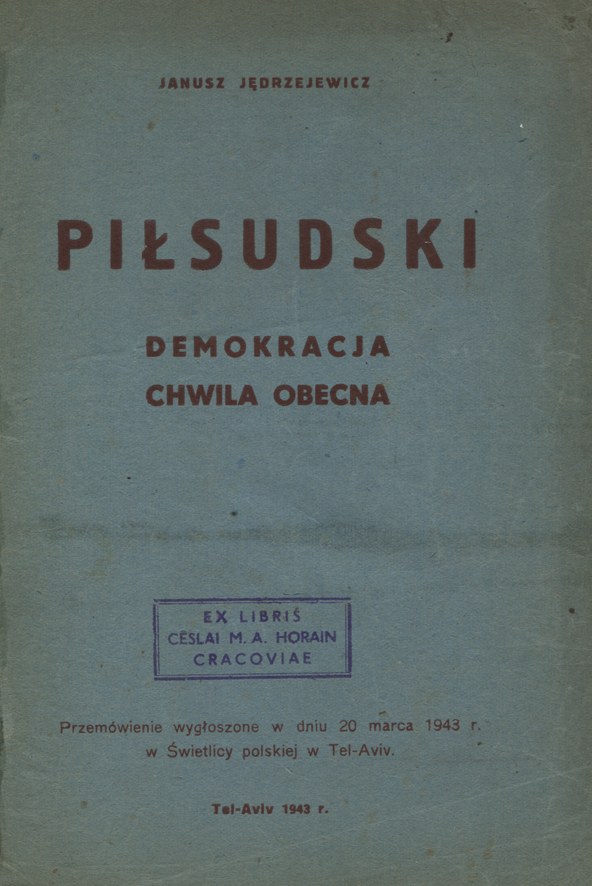 JANUSZ JĘDRZEJEWICZ
PIŁSUDSKI
DEMOKRACJA
CHWILA OBECNA
EX LIBRIS
CESLAI M. A. HORAIN
CRACOVIAE
Przemówienie wygłoszone w dniu 20 marca 1943 r.
w Świetlicy polskiej w Tel-Aviv.
Tel-Aviv 1943 r.